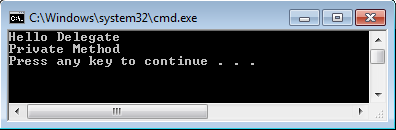 C:\Windows\system32\cmd.exe
Hello Delegate
Private Method
Press any key to continue . . .